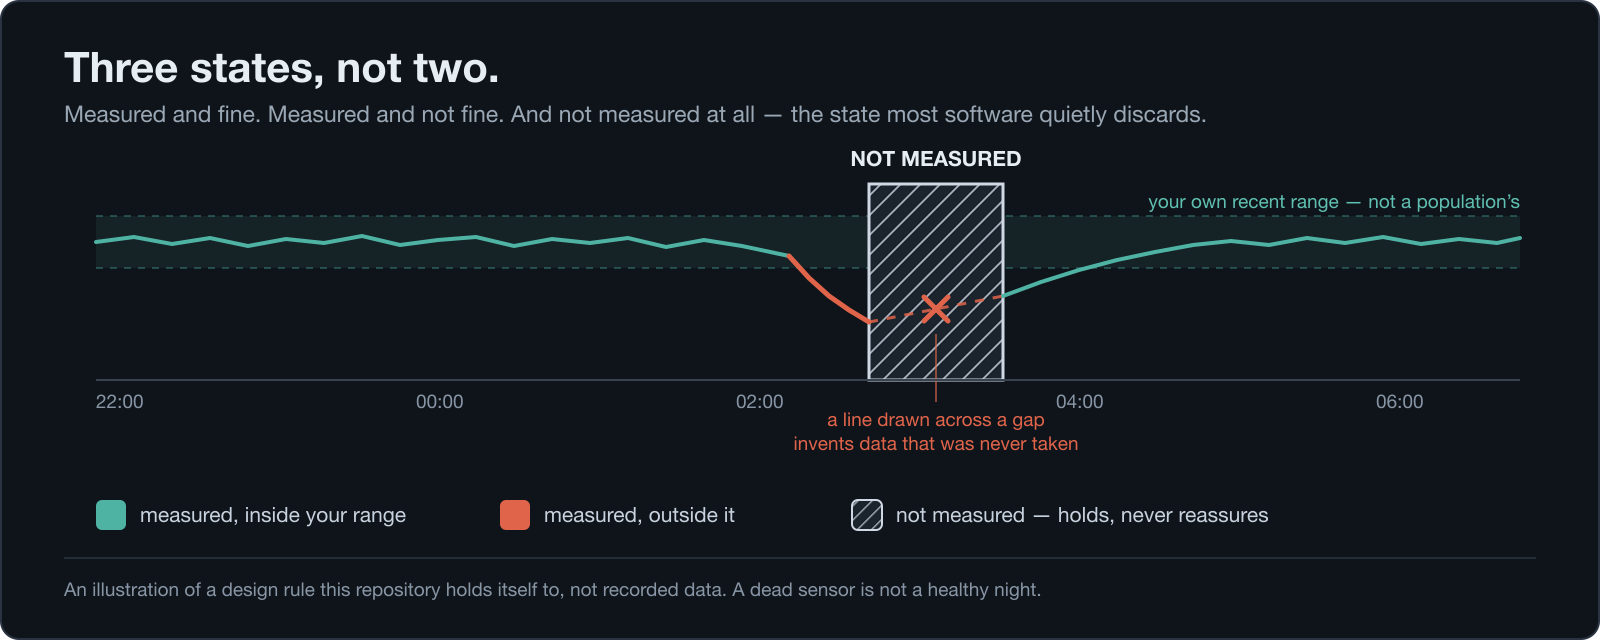 Three states, not two.
Measured and fine. Measured and not fine. And not measured at all — the state most software quietly discards.
NOT MEASURED
your own recent range — not a population’s
22:00
00:00
02:00
04:00
06:00
a line drawn across a gap
invents data that was never taken
measured, inside your range
measured, outside it
not measured — holds, never reassures
An illustration of a design rule this repository holds itself to, not recorded data. A dead sensor is not a healthy night.